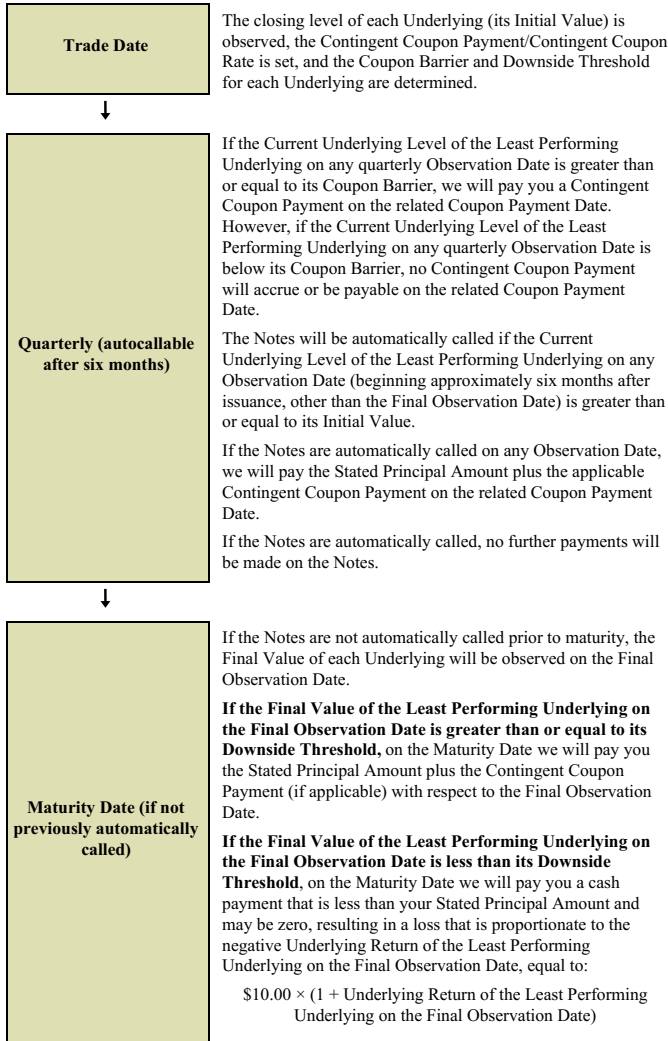 Trade Date
The closing level of each Underlying (its Initial Value) is
observed, the Contingent Coupon Payment/Contingent Coupon
Rate is set, and the Coupon Barrier and Downside Threshold
for each Underlying are determined.
Quarterly (autocallable
after six months)
If the Current Underlying Level of the Least Performing
Underlying on any quarterly Observation Date is greater than
or equal to its Coupon Barrier, we will pay you a Contingent
Coupon Payment on the related Coupon Payment Date.
However, if the Current Underlying Level of the Least
Performing Underlying on any quarterly Observation Date is
below its Coupon Barrier, no Contingent Coupon Payment
will accrue or be payable on the related Coupon Payment
Date.
The Notes will be automatically called if the Current
Underlying Level of the Least Performing Underlying on any
Observation Date (beginning approximately six months after
issuance, other than the Final Observation Date) is greater than
or equal to its Initial Value.
If the Notes are automatically called on any Observation Date,
we will pay the Stated Principal Amount plus the applicable
Contingent Coupon Payment on the related Coupon Payment
Date.
If the Notes are automatically called, no further payments will
be made on the Notes.
Maturity Date (if not
previously automatically
called)
If the Notes are not automatically called prior to maturity, the
Final Value of each Underlying will be observed on the Final
Observation Date.
If the Final Value of the Least Performing Underlying on
the Final Observation Date is greater than or equal to its
Downside Threshold, on the Maturity Date we will pay you
the Stated Principal Amount plus the Contingent Coupon
Payment (if applicable) with respect to the Final Observation
Date.
If the Final Value of the Least Performing Underlying on
the Final Observation Date is less than its Downside
Threshold, on the Maturity Date we will pay you a cash
payment that is less than your Stated Principal Amount and
may be zero, resulting in a loss that is proportionate to the
negative Underlying Return of the Least Performing
Underlying on the Final Observation Date, equal to:
$10.00 × (1 + Underlying Return of the Least Performing
Underlying on the Final Observation Date)